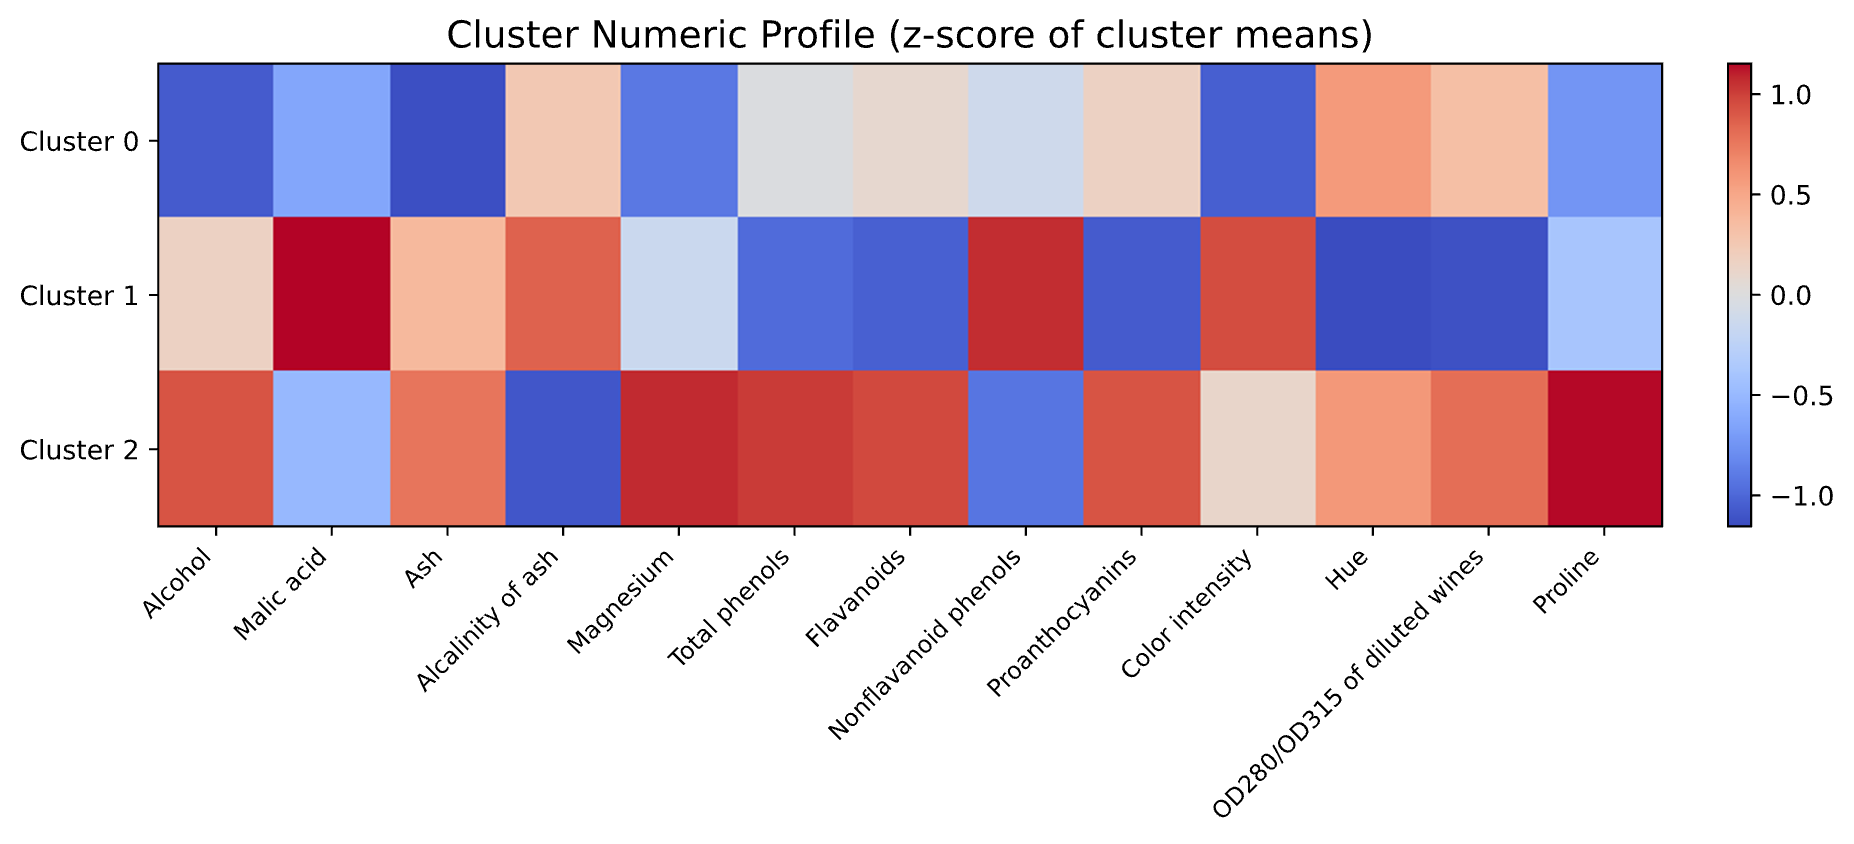 Cluster Numeric Profile (z-score of cluster means)
Cluster 0
Cluster 1
Cluster 2
Alcohol
Malic acid
Ash
Alcalinity of ash
Magnesium
Total phenols
Flavanoids
Nonflavanoid phenols
Proanthocyanins
Color intensity
Hue
OD280/OD315 of diluted wines
Proline
1.0
0.5
0.0
−0.5
−1.0